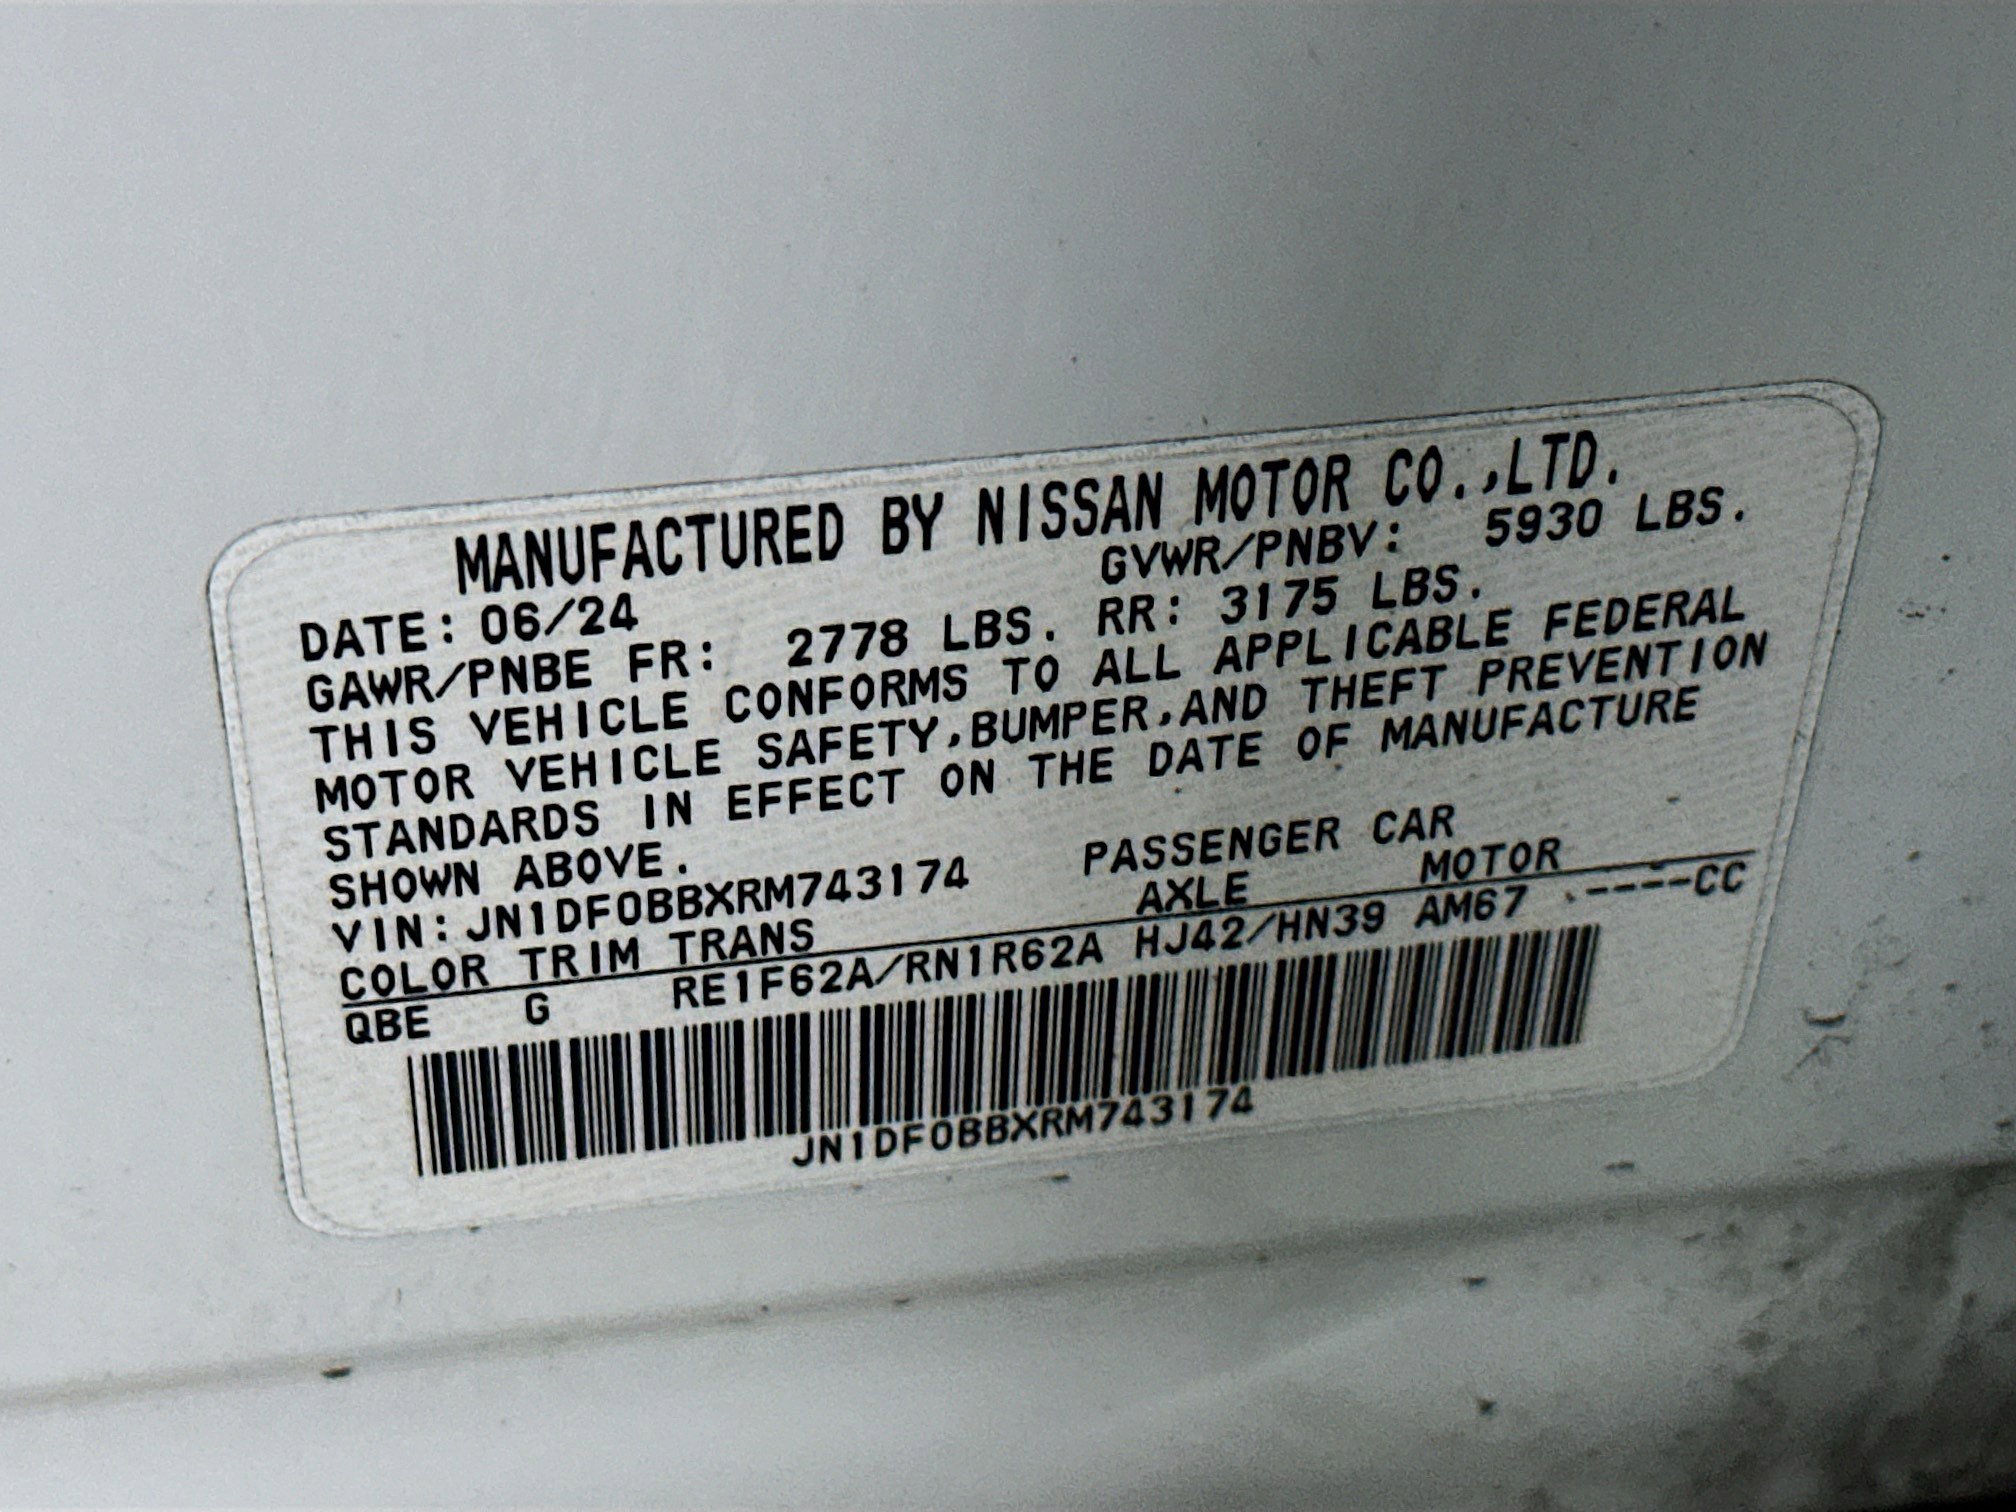 MANUFACTURED BY NISSAN MOTOR CO.,LTD.
DATE: 06/24 GVWR/PNBV: 5930 LBS.
GAWR/PNBE FR: 2778 LBS. RR: 3175 LBS.
THIS VEHICLE CONFORMS TO ALL APPLICABLE FEDERAL
MOTOR VEHICLE SAFETY,BUMPER,AND THEFT PREVENTION
STANDARDS IN EFFECT ON THE DATE OF MANUFACTURE
SHOWN ABOVE.
VIN:JN1DF0BBXRM743174 PASSENGER CAR
COLOR TRIM TRANS AXLE MOTOR
QBE G RE1F62A/RN1R62A HJ42/HN39 AM67 ----CC
JN1DF0BBXRM743174